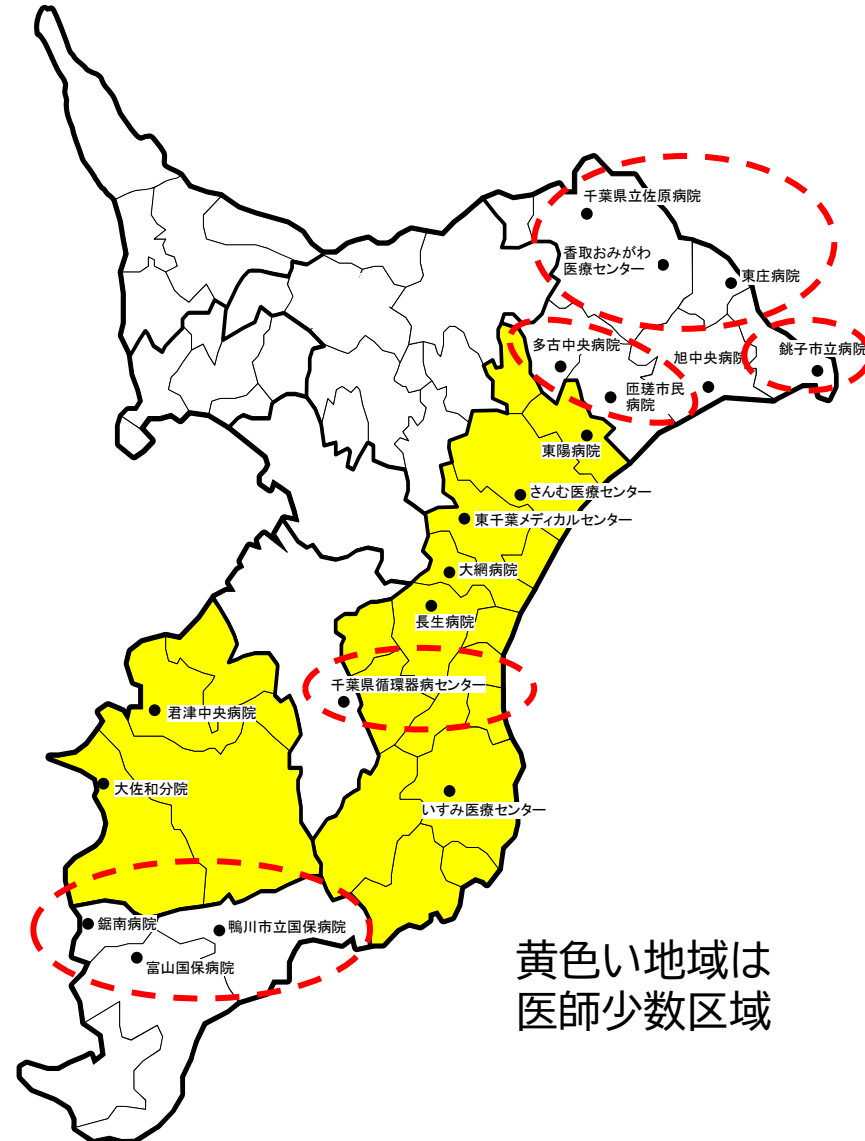 千葉県立佐原病院
香取おみがわ
医療センター
東庄病院
多古中央病院
旭中央病院
銚子市立病院
匝瑳市民
病院
東陽病院
さんむ医療センター
東千葉メディカルセンター
大網病院
長生病院
千葉県循環器病センター
君津中央病院
大佐和分院
いすみ医療センター
鋸南病院
鴨川市立国保病院
富山国保病院
黄色い地域は
医師少数区域